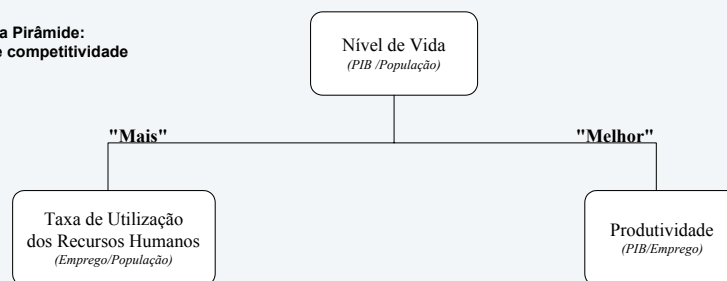 a Pirâmide:
e competitividade
Nível de Vida
(PIB /População)
"Mais"
"Melhor"
Taxa de Utilização
dos Recursos Humanos
(Emprego/População)
Produtividade
(PIB/Emprego)